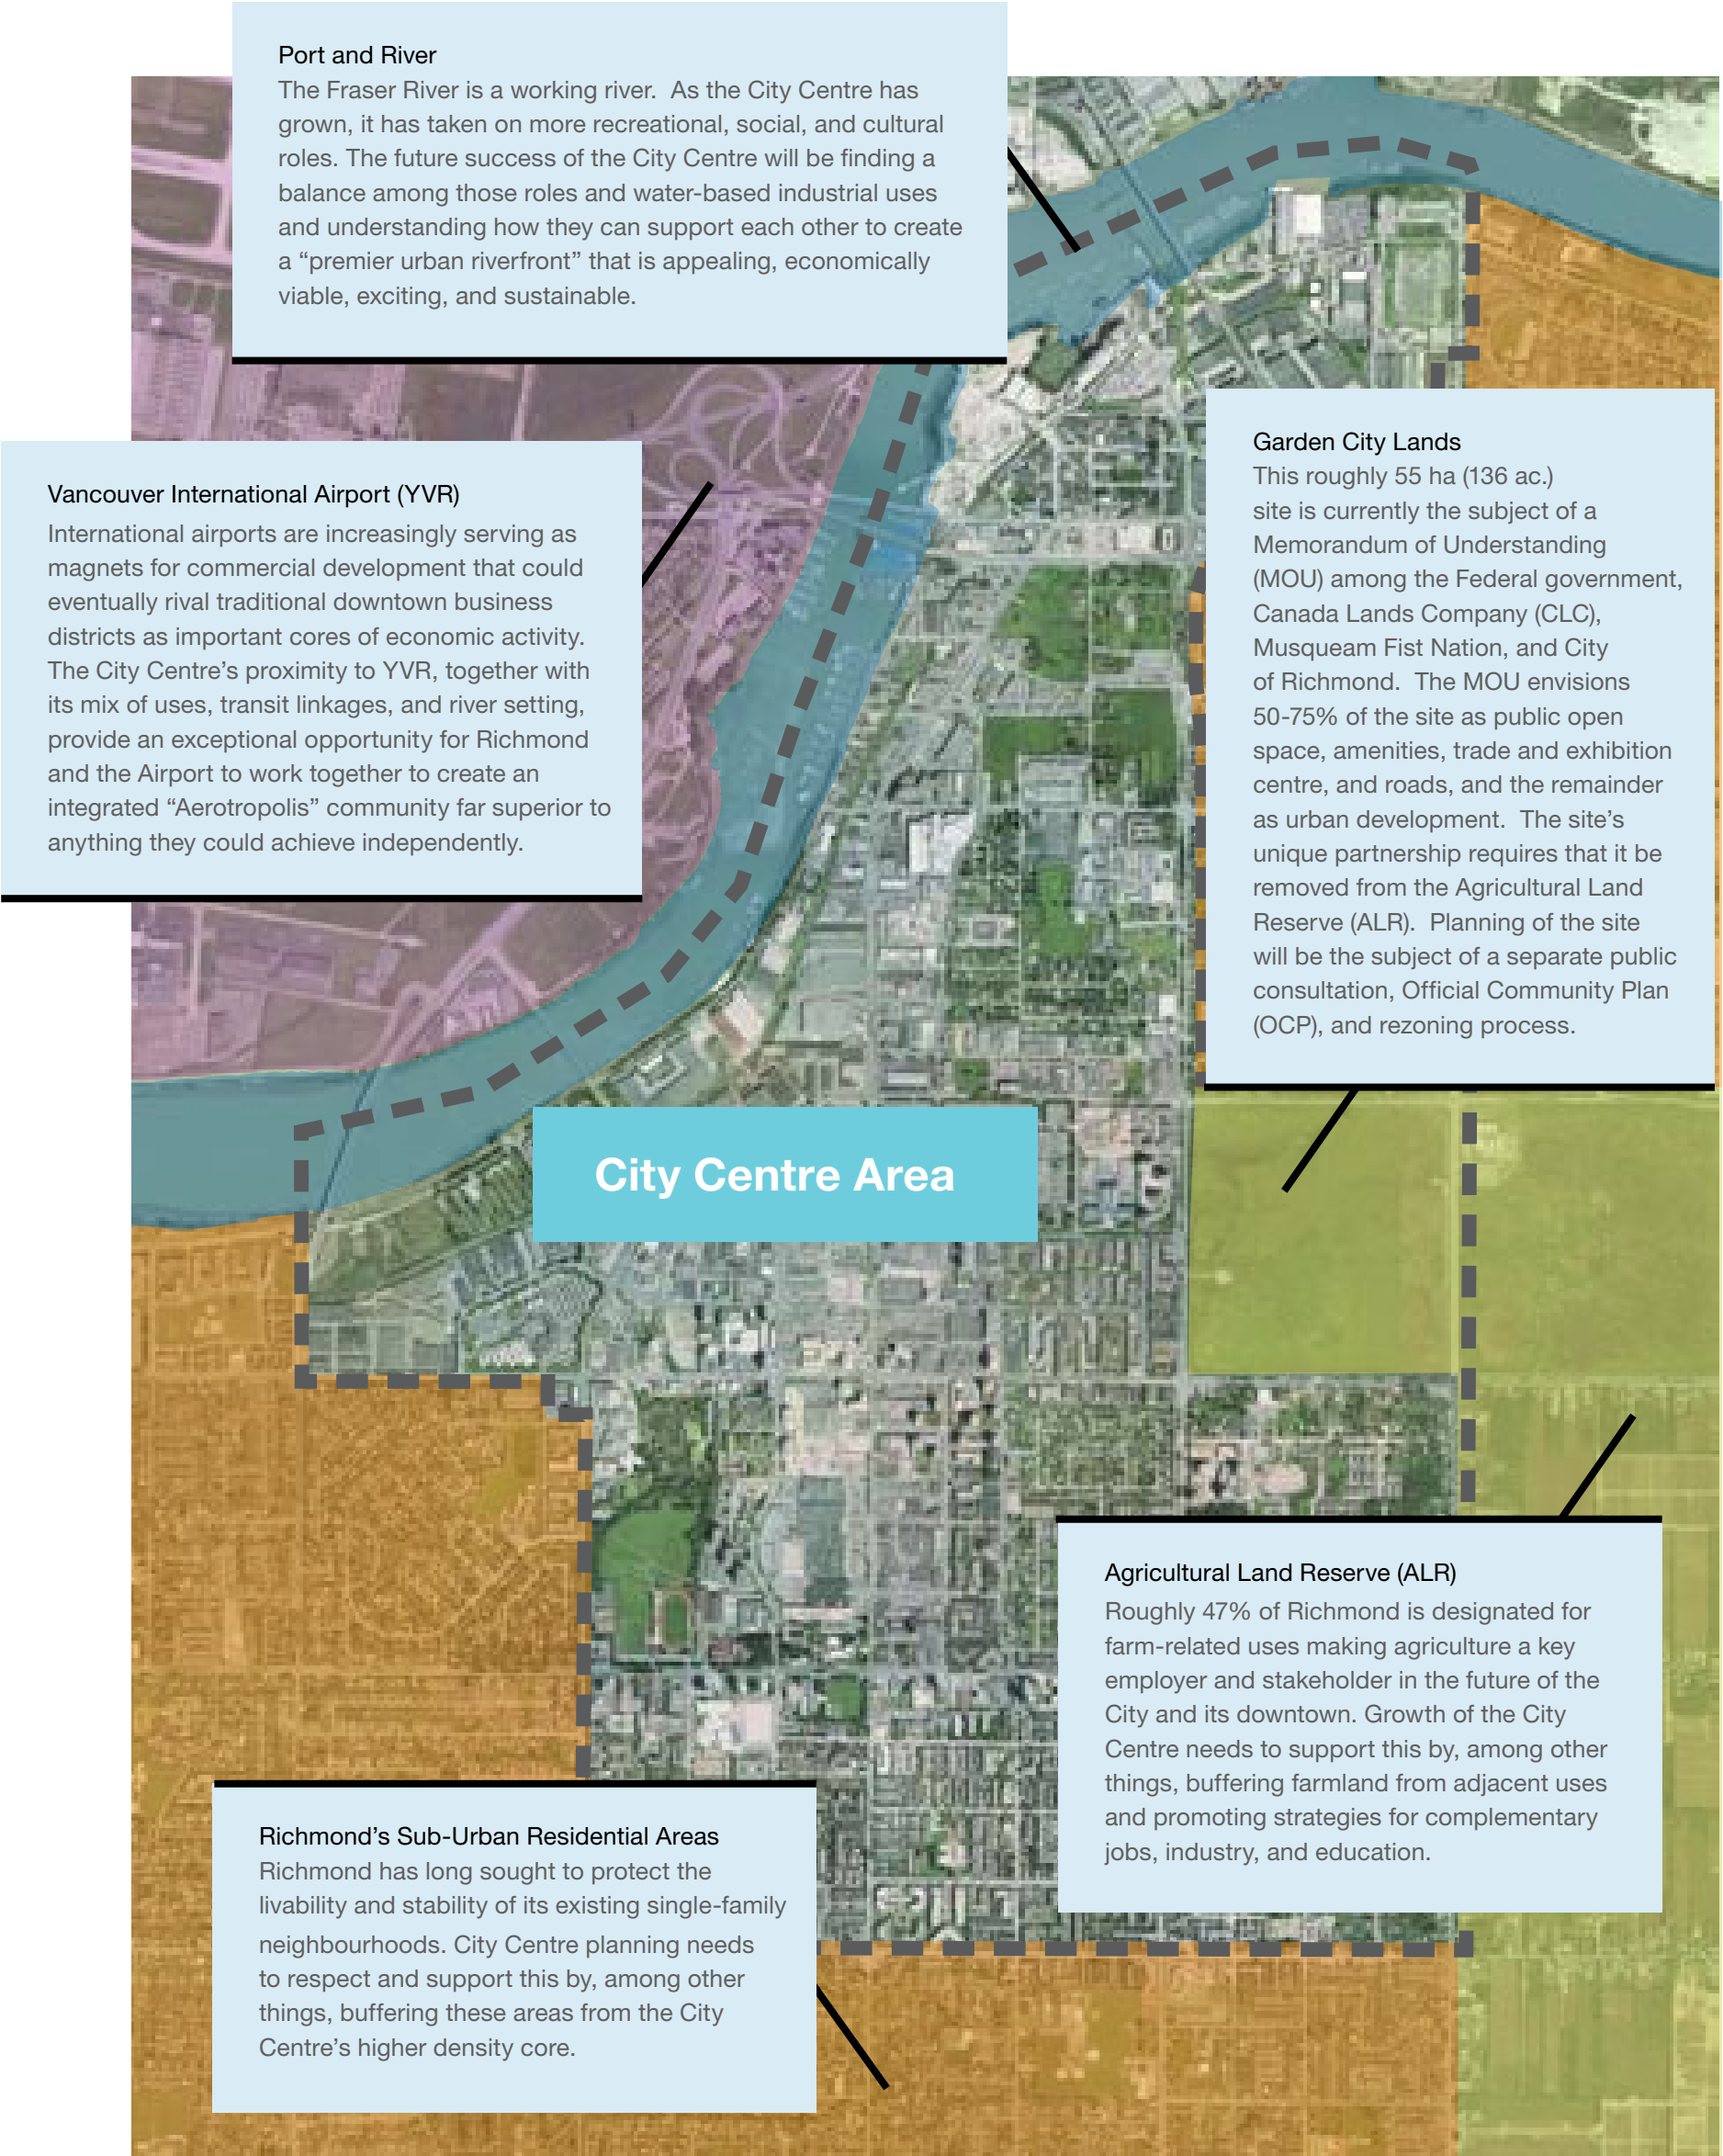 Port and River
The Fraser River is a working river.  As the City Centre has
grown, it has taken on more recreational, social, and cultural
roles. The future success of the City Centre will be finding a
balance among those roles and water-based industrial uses
and understanding how they can support each other to create
a “premier urban riverfront” that is appealing, economically
viable, exciting, and sustainable.
Vancouver International Airport (YVR)
International airports are increasingly serving as
magnets for commercial development that could
eventually rival traditional downtown business
districts as important cores of economic activity.
The City Centre’s proximity to YVR, together with
its mix of uses, transit linkages, and river setting,
provide an exceptional opportunity for Richmond
and the Airport to work together to create an
integrated “Aerotropolis” community far superior to
anything they could achieve independently.
Garden City Lands
This roughly 55 ha (136 ac.)
site is currently the subject of a
Memorandum of Understanding
(MOU) among the Federal government,
Canada Lands Company (CLC),
Musqueam Fist Nation, and City
of Richmond.  The MOU envisions
50-75% of the site as public open
space, amenities, trade and exhibition
centre, and roads, and the remainder
as urban development.  The site’s
unique partnership requires that it be
removed from the Agricultural Land
Reserve (ALR).  Planning of the site
will be the subject of a separate public
consultation, Official Community Plan
(OCP), and rezoning process.
City Centre Area
Agricultural Land Reserve (ALR)
Roughly 47% of Richmond is designated for
farm-related uses making agriculture a key
employer and stakeholder in the future of the
City and its downtown. Growth of the City
Centre needs to support this by, among other
things, buffering farmland from adjacent uses
and promoting strategies for complementary
jobs, industry, and education.
Richmond’s Sub-Urban Residential Areas
Richmond has long sought to protect the
livability and stability of its existing single-family
neighbourhoods. City Centre planning needs
to respect and support this by, among other
things, buffering these areas from the City
Centre’s higher density core.